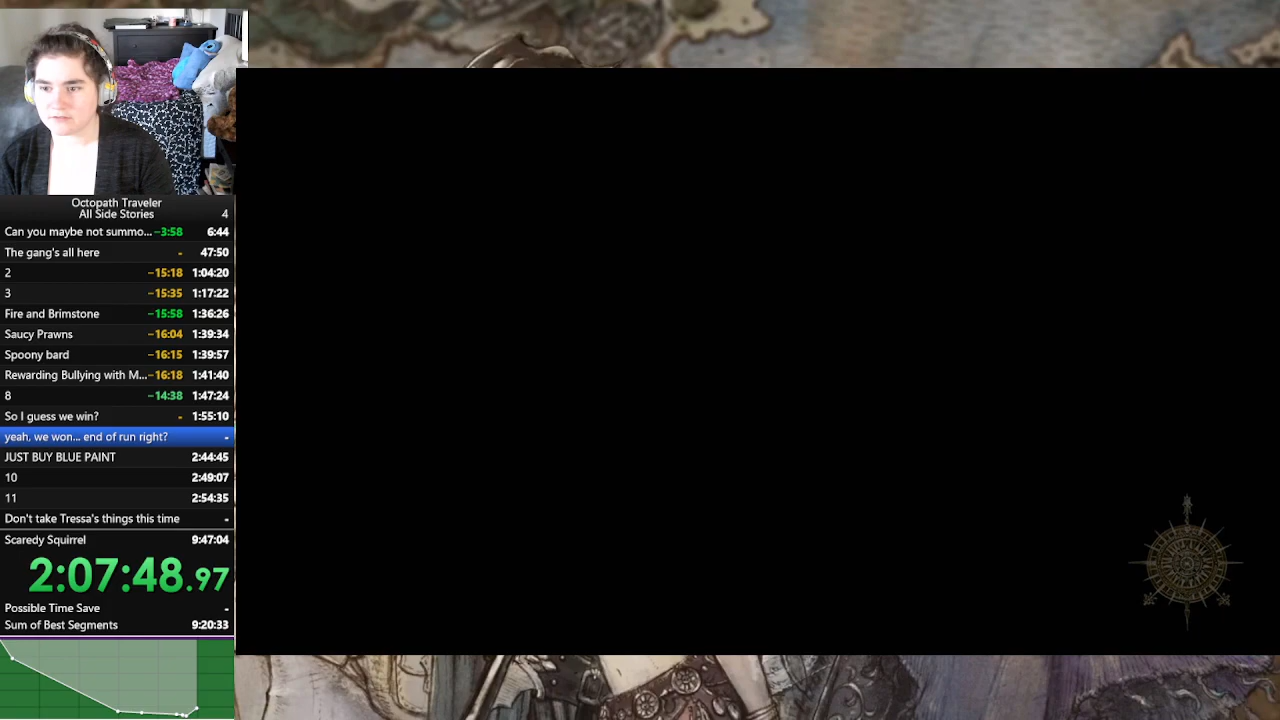 Octopath Traveler
All Side Stories 4
Can you maybe not summo... −3:58 6:44
The gang's all here - 47:50
2 −15:18 1:04:20
3 −15:35 1:17:22
Fire and Brimstone −15:58 1:36:26
Saucy Prawns −16:04 1:39:34
Spoony bard −16:15 1:39:57
Rewarding Bullying with M... −16:18 1:41:40
8 −14:38 1:47:24
So I guess we win? - 1:55:10
yeah, we won... end of run right? -
JUST BUY BLUE PAINT 2:44:45
10 2:49:07
11 2:54:35
Don't take Tressa's things this time -
Scaredy Squirrel 9:47:04
2:07:48.97
Possible Time Save -
Sum of Best Segments 9:20:33